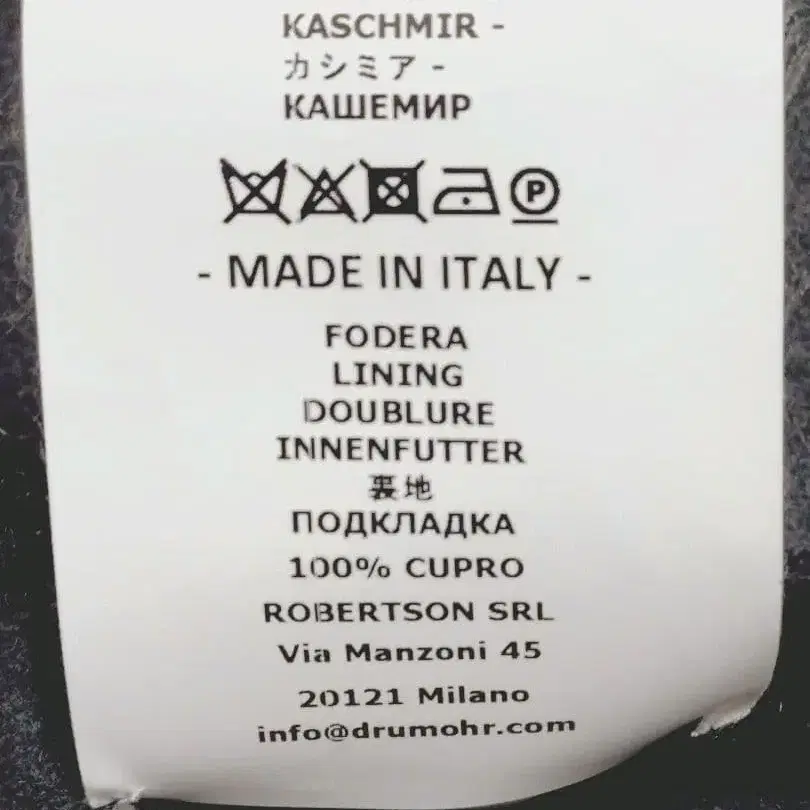 KASCHMIR -
カシミア -
КАШЕМИР
P
- MADE IN ITALY -
FODERA
LINING
DOUBLURE
INNENFUTTER
裏地
ПОДКЛАДКА
100% CUPRO
ROBERTSON SRL
Via Manzoni 45
20121 Milano
info@drumohr.com